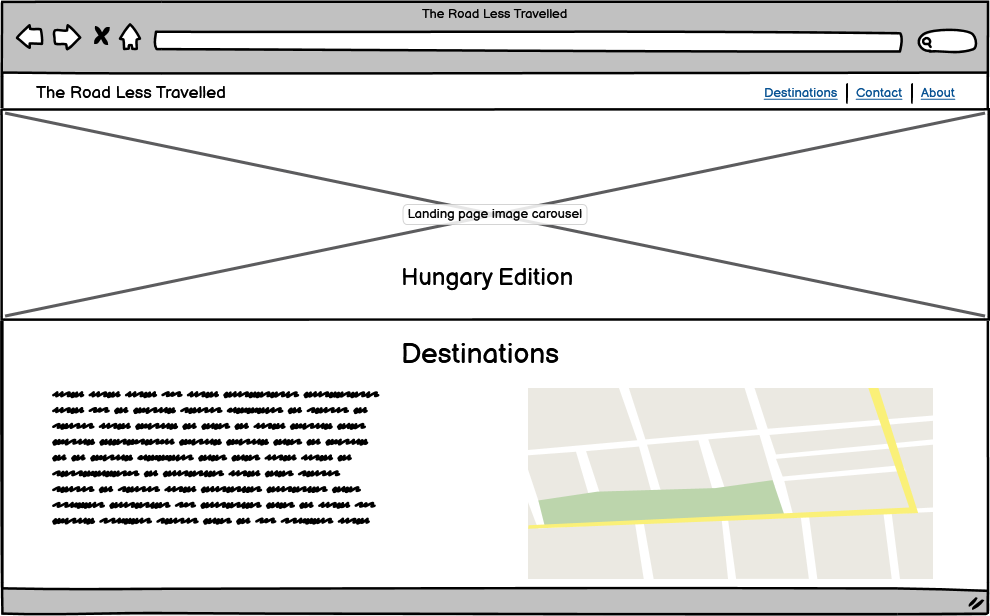 The Road Less Travelled
The Road Less Travelled
Destinations
Contact
About
Landing page image carousel
Hungary Edition
Destinations